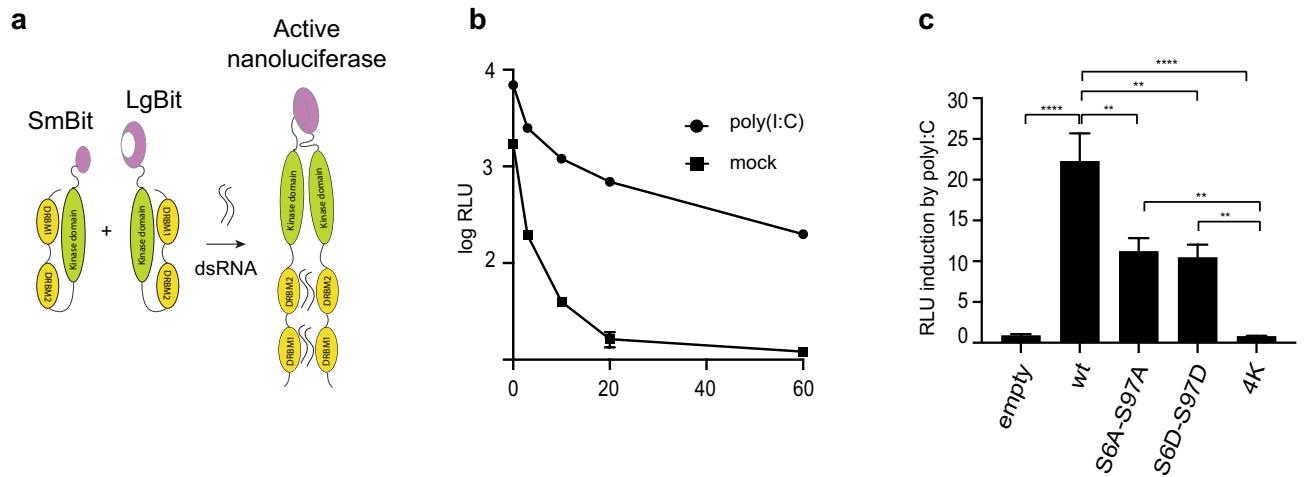 a
Active
nanoluciferase
SmBit
LgBit
DRBM1
DRBM2
Kinase domain
+
Kinase domain
DRBM1
DRBM2
dsRNA
Kinase domain
Kinase domain
DRBM2
DRBM2
DRBM1
DRBM1
b
log RLU
4
3
2
0
20
40
60
poly(I:C)
mock
c
RLU induction by polyI:C
30
25
20
15
10
5
0
****
**
****
**
**
**
empty
wt
S6A-S97A
S6D-S97D
4K